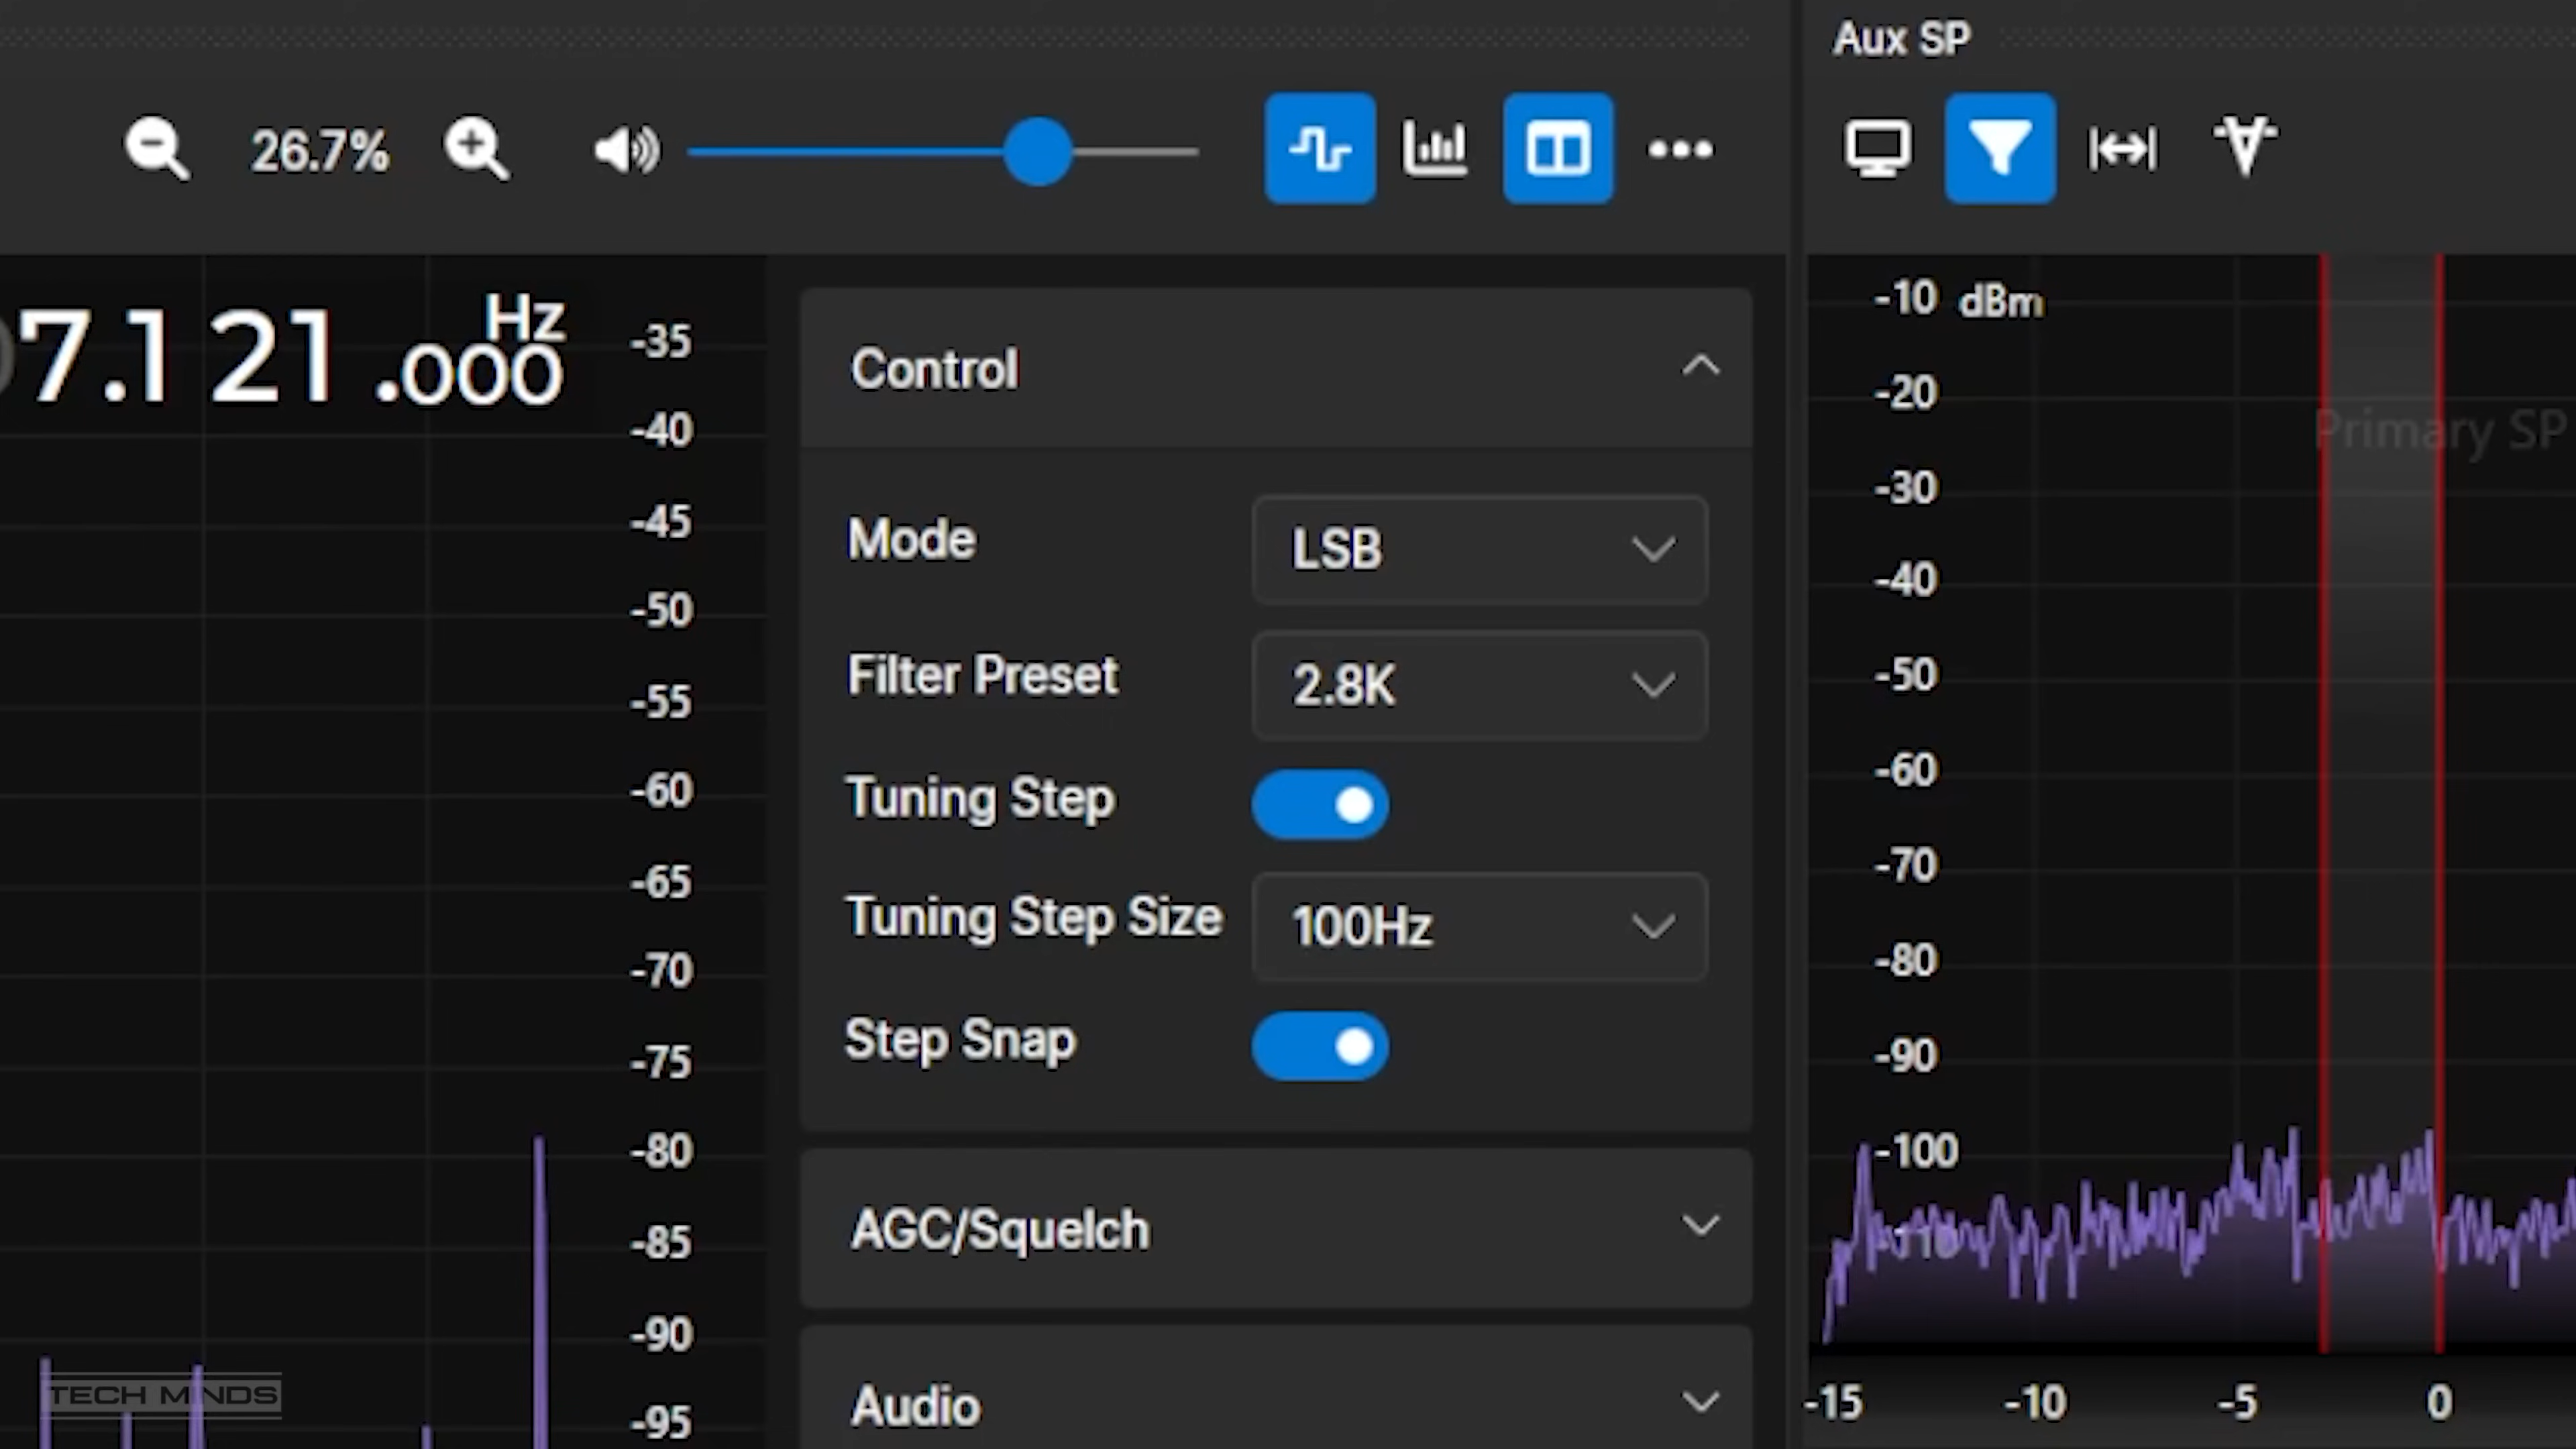 Aux SP
26.7%
07.121.000
Hz
-35
-40
-45
-50
-55
-60
-65
-70
-75
-80
-85
-90
-95
Control
Mode
LSB
Filter Preset
2.8K
Tuning Step
Tuning Step Size
100Hz
Step Snap
AGC/Squelch
Audio
-10 dBm
-20
Primary SP
-30
-40
-50
-60
-70
-80
-90
-100
-110
-15 -10 -5 0
TECH MINDS